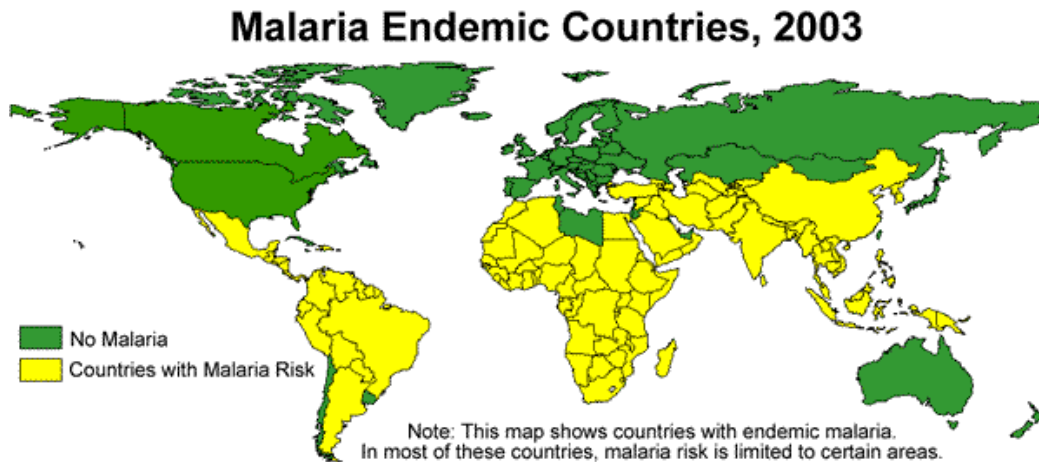 Malaria Endemic Countries, 2003
No Malaria
Countries with Malaria Risk
Note: This map shows countries with endemic malaria.
In most of these countries, malaria risk is limited to certain areas.